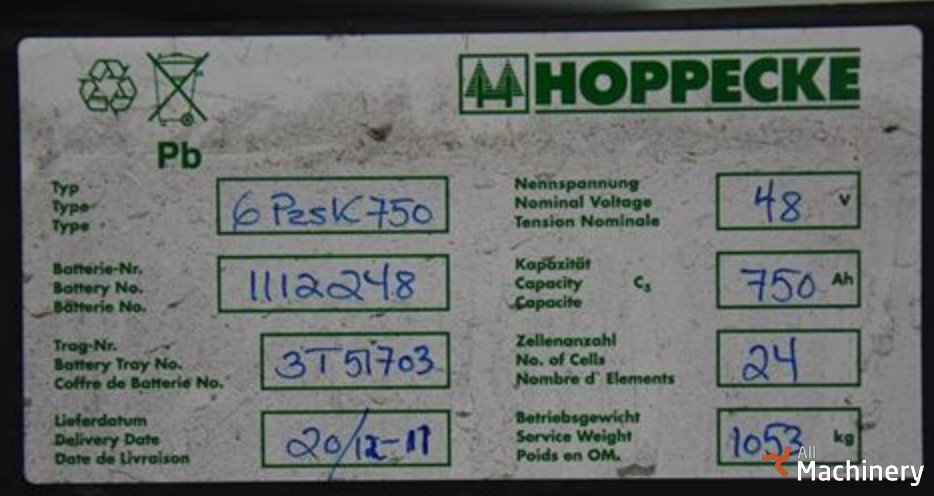 HOPPECKE
Pb
Typ
Type
Type
6 PzsK750
Nennspannung
Nominal Voltage
Tension Nominale
48 V
Batterie-Nr.
Battery No.
Batterie No.
1112248
Kapazität
Capacity C5
Capacite
750 Ah
Trag-Nr.
Battery Tray No.
Coffre de Batterie No.
3T51703
Zellenanzahl
No. of Cells
Nombre d' Elements
24
Lieferdatum
Delivery Date
Date de Livraison
20/12-11
Betriebsgewicht
Service Weight
Poids en OM.
1053 kg
All
Machinery